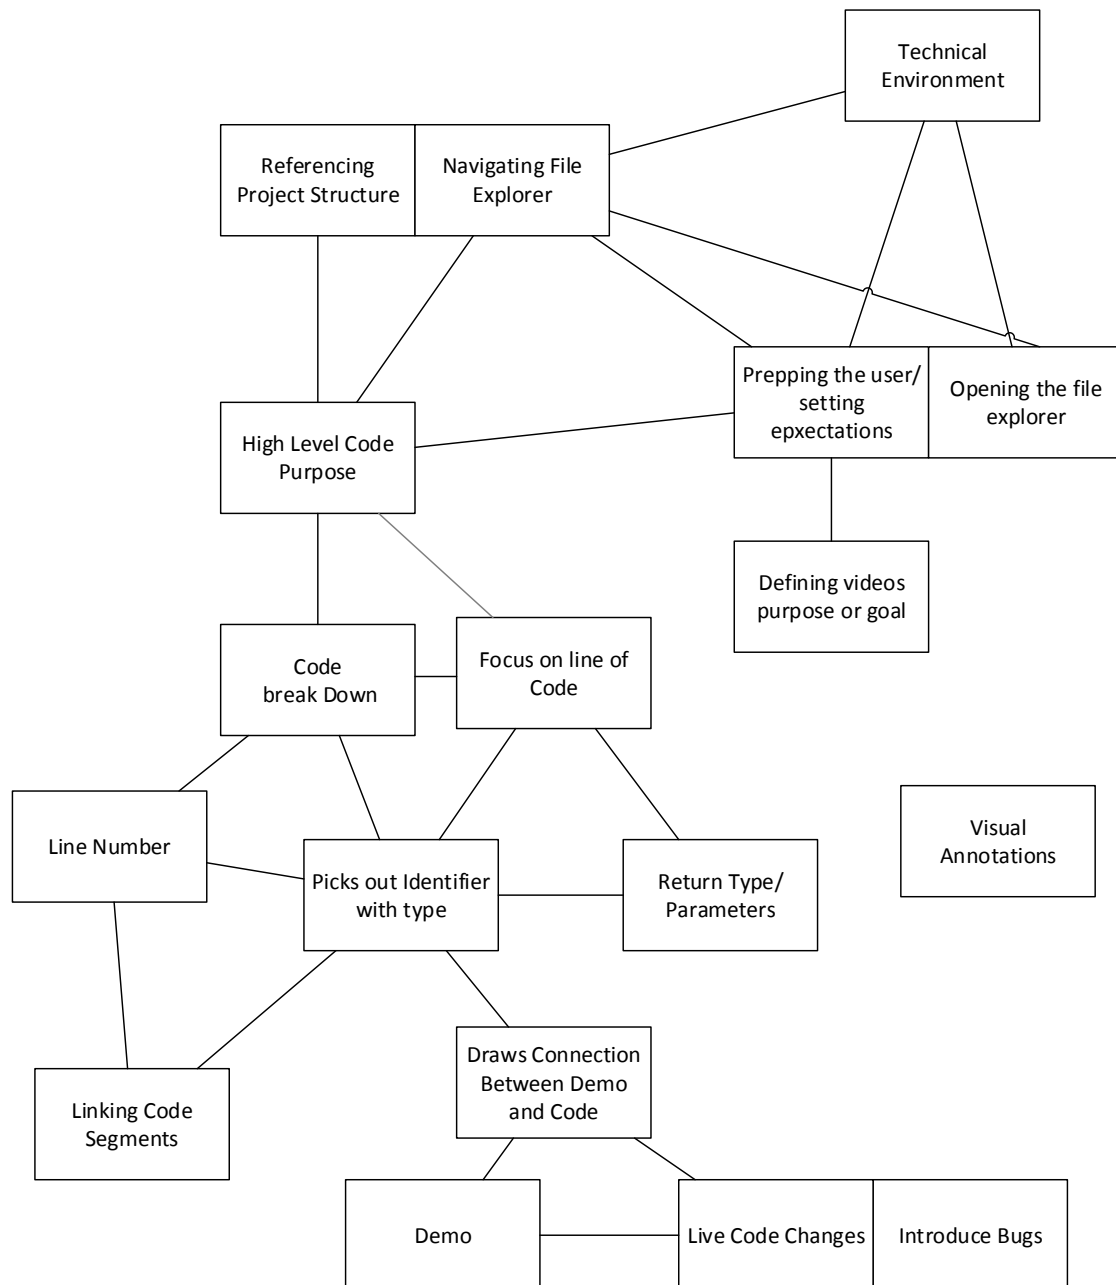 Technical
Environment
Referencing
Project Structure
Navigating File
Explorer
Prepping the user/
setting
epxectations
Opening the file
explorer
High Level Code
Purpose
Defining videos
purpose or goal
Code
break Down
Focus on line of
Code
Line Number
Picks out Identifier
with type
Return Type/
Parameters
Visual
Annotations
Draws Connection
Between Demo
and Code
Linking Code
Segments
Demo
Live Code Changes
Introduce Bugs